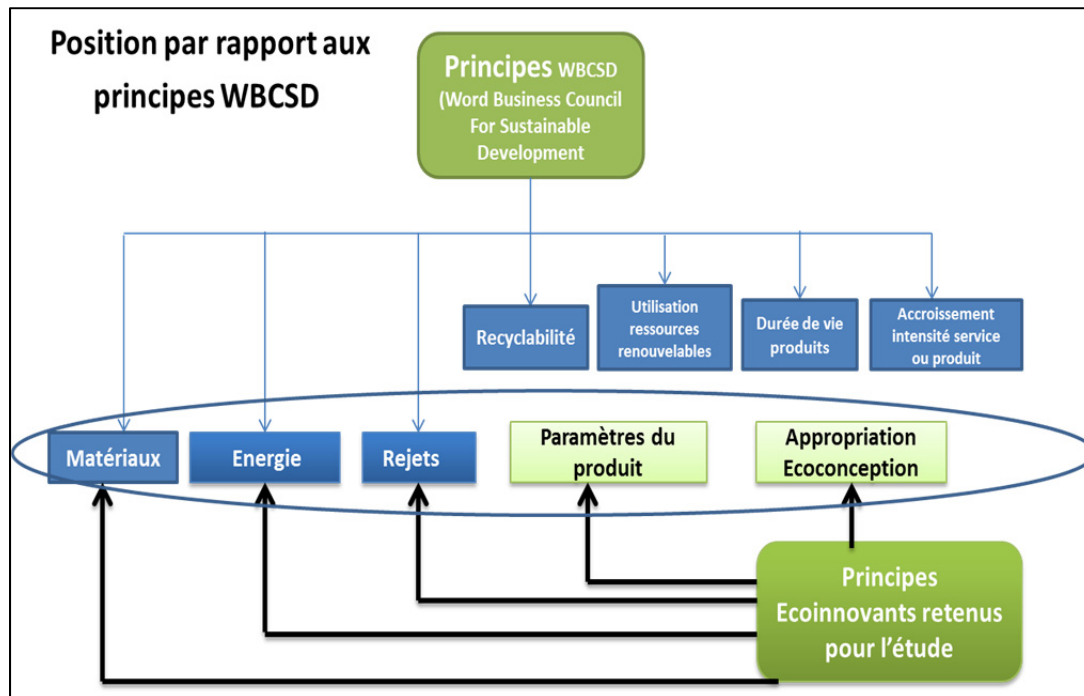 Position par rapport aux
principes WBCSD
Principes WBCSD
(Word Business Council
For Sustainable
Development
Recyclabilité
Utilisation
ressources
renouvelables
Durée de vie
produits
Accroissement
intensité service
ou produit
Matériaux
Energie
Rejets
Paramètres du
produit
Appropriation
Ecoconception
Principes
Ecoinnovants retenus
pour l'étude